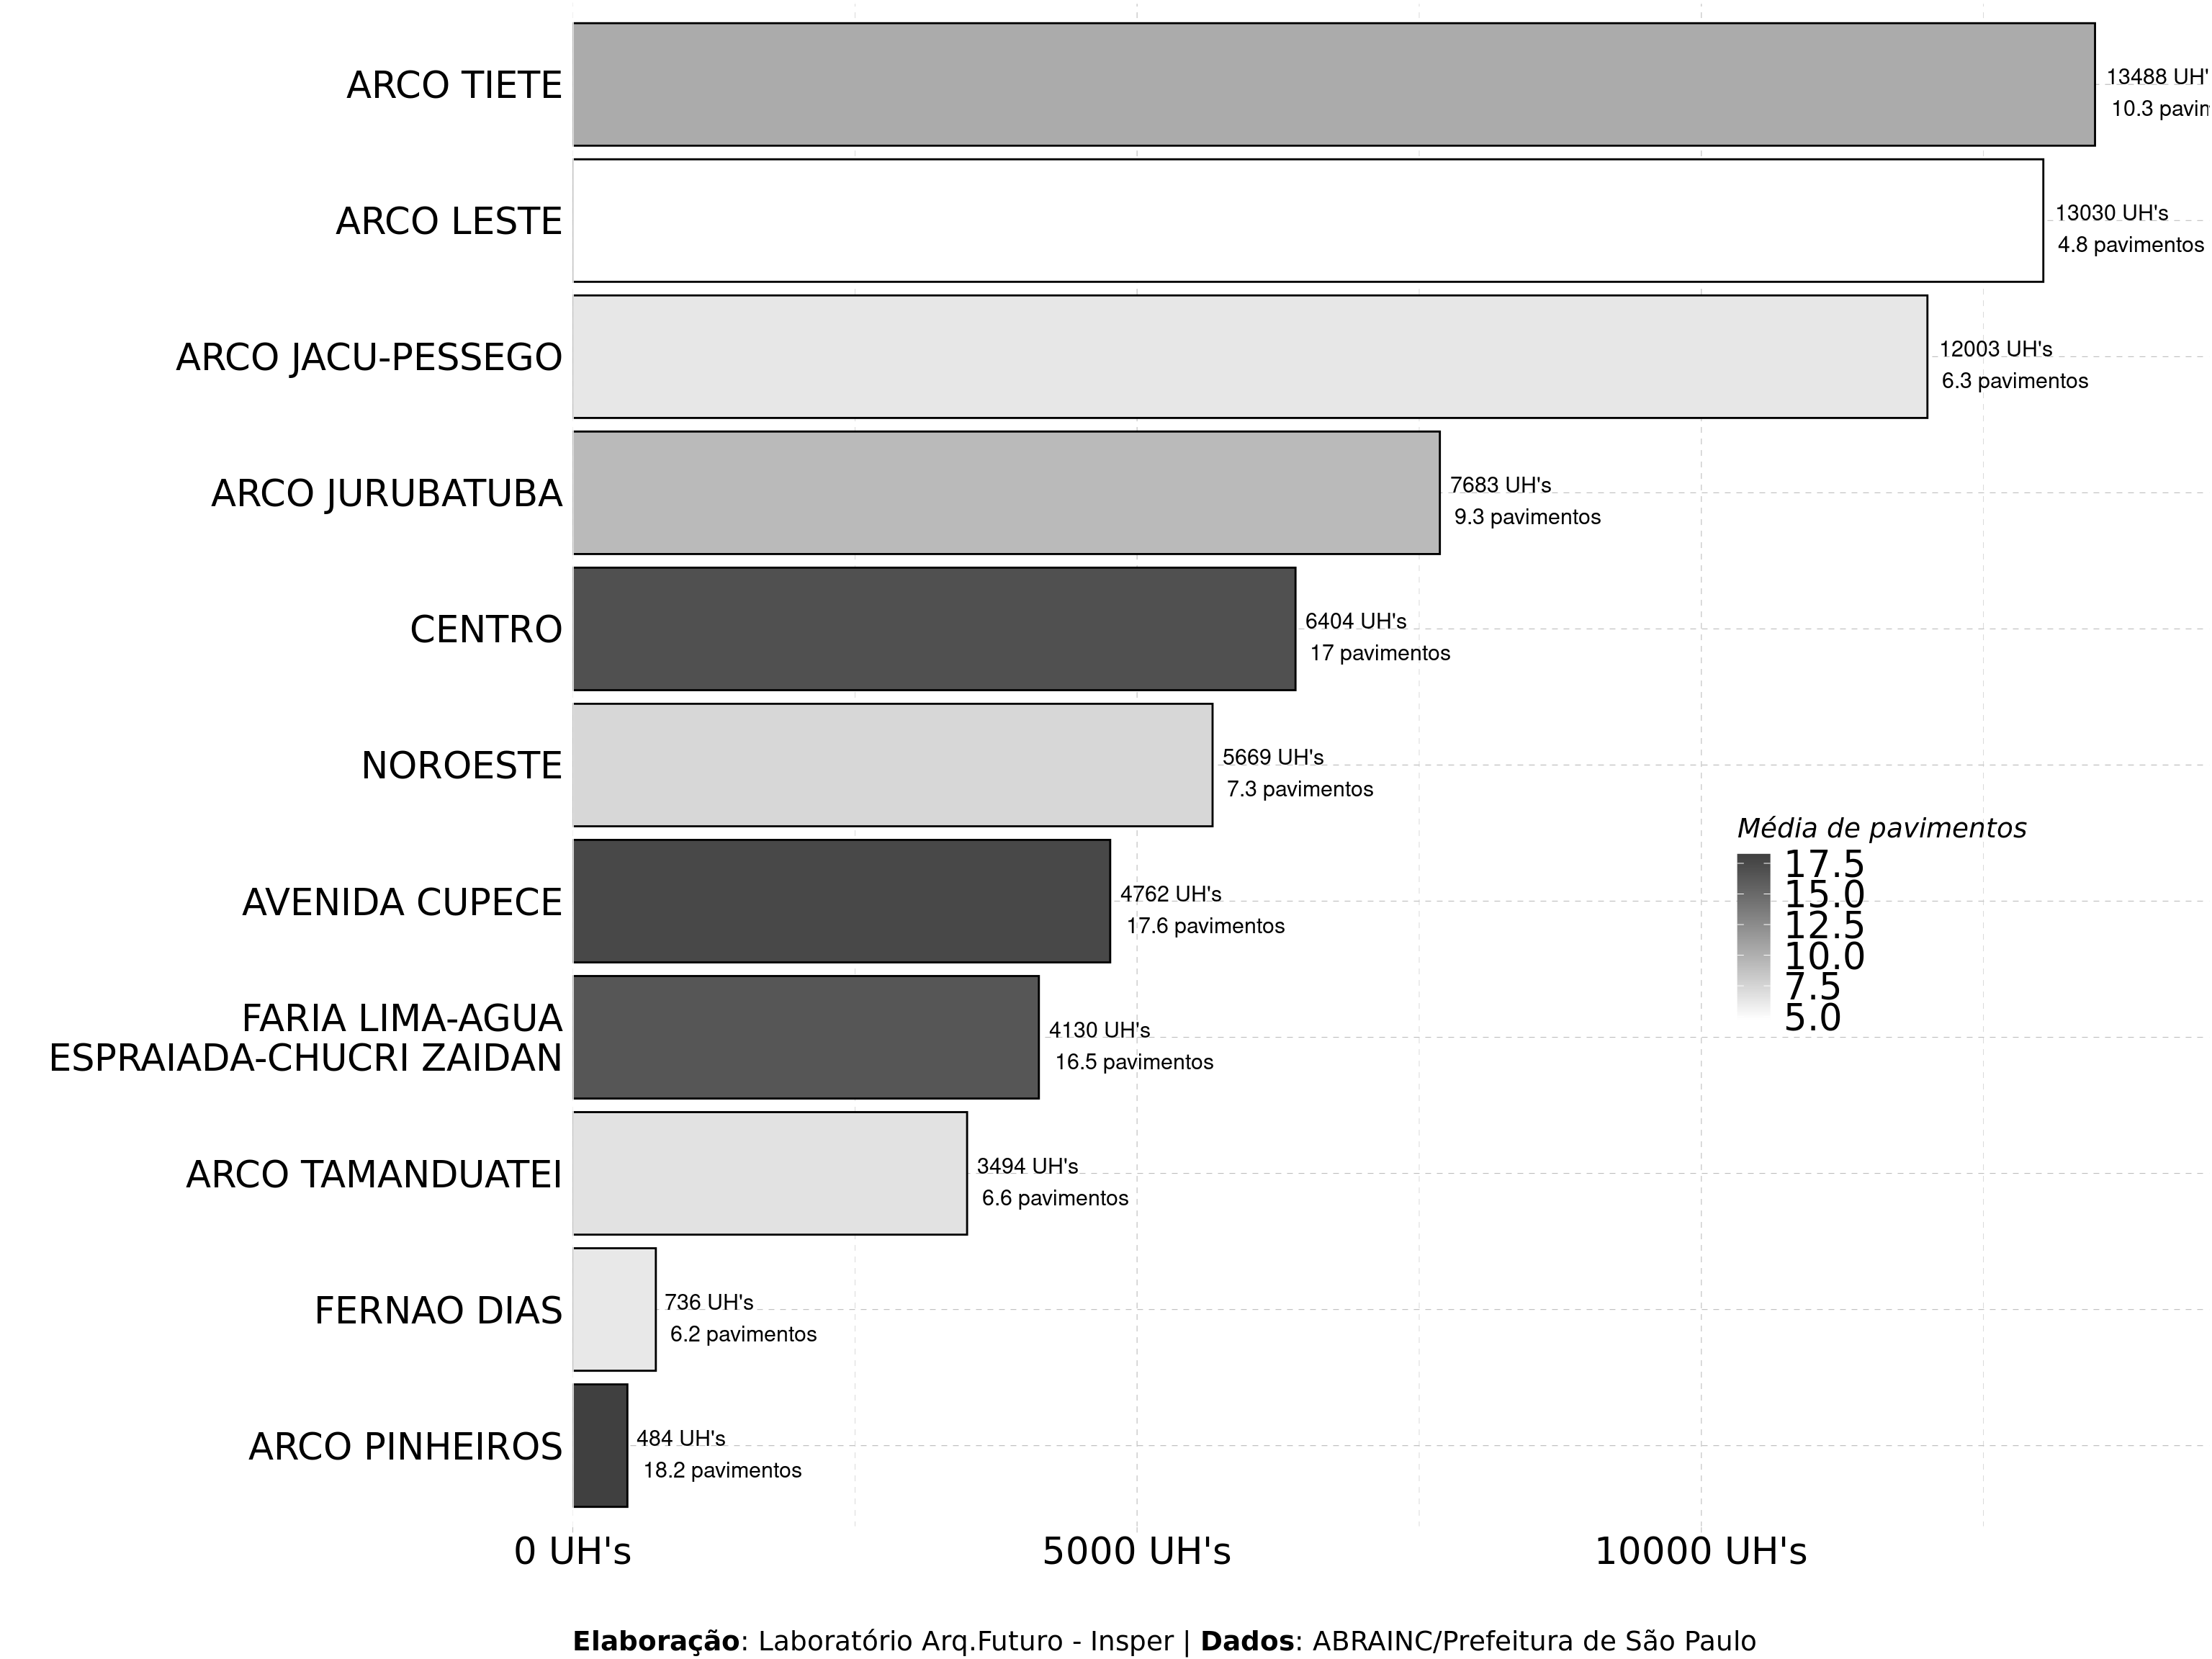 ARCO TIETE
13488 UH'
10.3
ARCO LESTE
13030 UH's
4.8 pavimentos
ARCO JACU-PESSEGO
12003 UH's
6.3 pavimentos
ARCO JURUBATUBA
7683 UH's
9.3 pavimentos
CENTRO
6404 UH's
17 pavimentos
NOROESTE
5669 UH's
7.3 pavimentos
AVENIDA CUPECE
4762 UH's
17.6 pavimentos
FARIA LIMA-AGUA
ESPRAIADA-CHUCRI ZAIDAN
4130 UH's
16.5 pavimentos
ARCO TAMANDUATEI
3494 UH's
6.6 pavimentos
FERNAO DIAS
736 UH's
6.2 pavimentos
ARCO PINHEIROS
484 UH's
18.2 pavimentos
Média de pavimentos
17.5
15.0
12.5
10.0
7.5
5.0
0 UH's
5000 UH's
10000 UH's
Elaboração: Laboratório Arq.Futuro - Insper | Dados: ABRAINC/Prefeitura de São Paulo